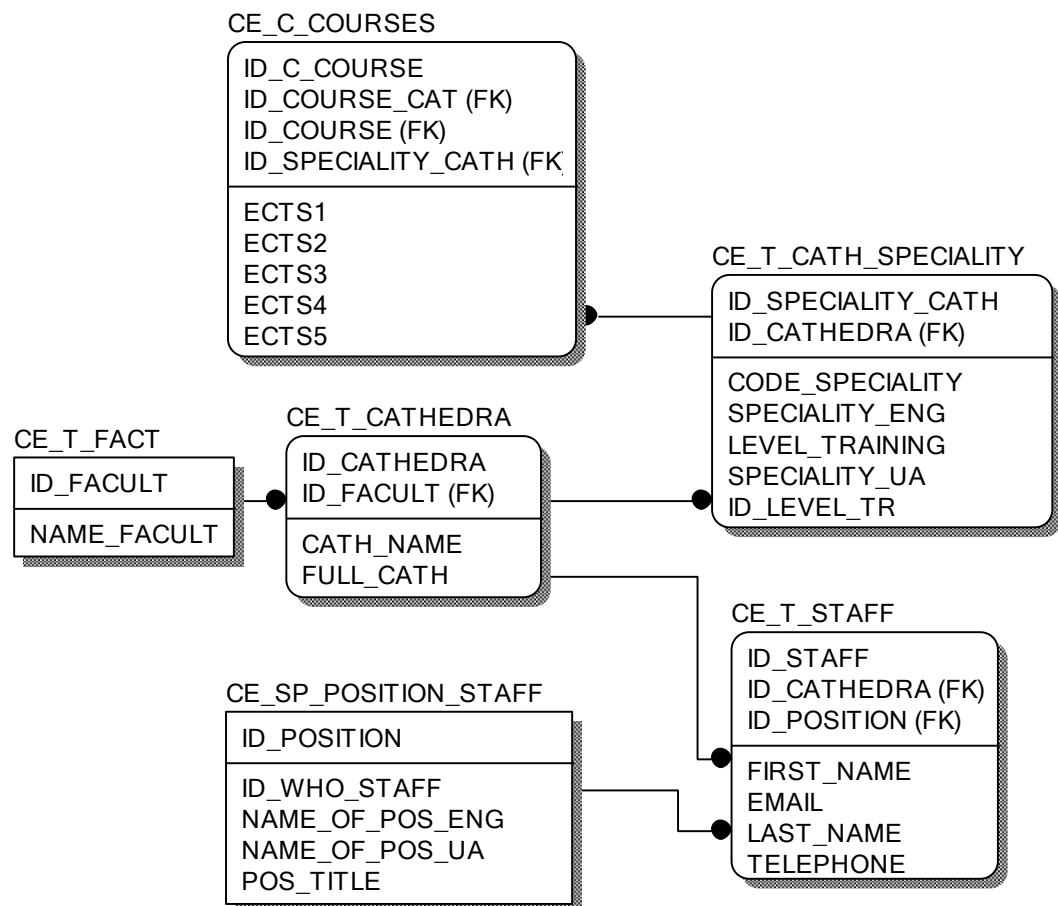 CE_C_COURSES
ID_C_COURSE
ID_COURSE_CAT (FK)
ID_COURSE (FK)
ID_SPECIALITY_CATH (FK)
ECTS1
ECTS2
ECTS3
ECTS4
ECTS5
CE_T_CATH_SPECIALITY
ID_SPECIALITY_CATH
ID_CATHEDRA (FK)
CODE_SPECIALITY
SPECIALITY_ENG
LEVEL_TRAINING
SPECIALITY_UA
ID_LEVEL_TR
CE_T_FACT
ID_FACULT
NAME_FACULT
CE_T_CATHEDRA
ID_CATHEDRA
ID_FACULT (FK)
CATH_NAME
FULL_CATH
CE_T_STAFF
ID_STAFF
ID_CATHEDRA (FK)
ID_POSITION (FK)
FIRST_NAME
EMAIL
LAST_NAME
TELEPHONE
CE_SP_POSITION_STAFF
ID_POSITION
ID_WHO_STAFF
NAME_OF_POS_ENG
NAME_OF_POS_UA
POS_TITLE